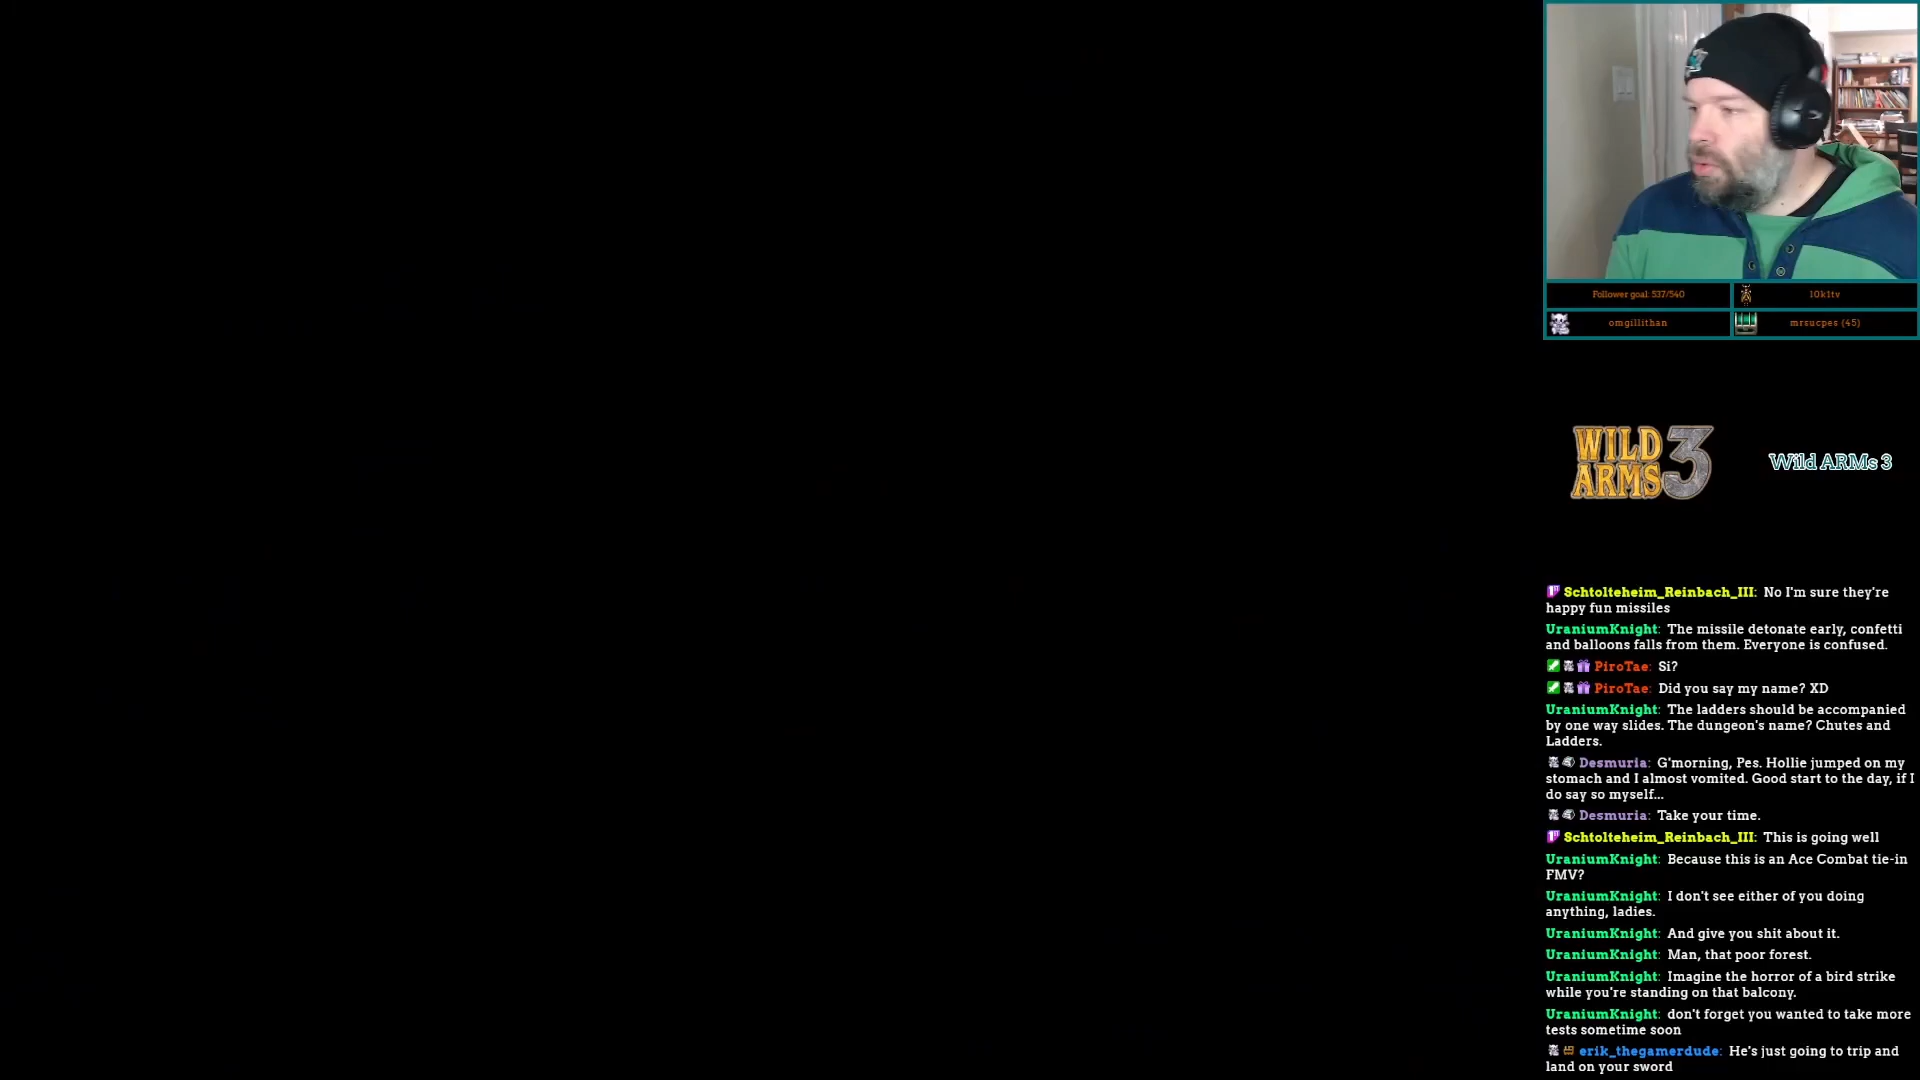 Follower goal: 537/540
10k1tv
omgillithan
mrsucpes (45)
WILD ARMS 3
Wild ARMs 3
Schtolteheim_Reinbach_III: No I'm sure they're
happy fun missiles
UraniumKnight: The missile detonate early, confetti
and balloons falls from them. Everyone is confused.
PiroTae: Si?
PiroTae: Did you say my name? XD
UraniumKnight: The ladders should be accompanied
by one way slides. The dungeon's name? Chutes and
Ladders.
Desmuria: G'morning, Pes. Hollie jumped on my
stomach and I almost vomited. Good start to the day, if I
do say so myself...
Desmuria: Take your time.
Schtolteheim_Reinbach_III: This is going well
UraniumKnight: Because this is an Ace Combat tie-in
FMV?
UraniumKnight: I don't see either of you doing
anything, ladies.
UraniumKnight: And give you shit about it.
UraniumKnight: Man, that poor forest.
UraniumKnight: Imagine the horror of a bird strike
while you're standing on that balcony.
UraniumKnight: don't forget you wanted to take more
tests sometime soon
erik_thegamerdude: He's just going to trip and
land on your sword